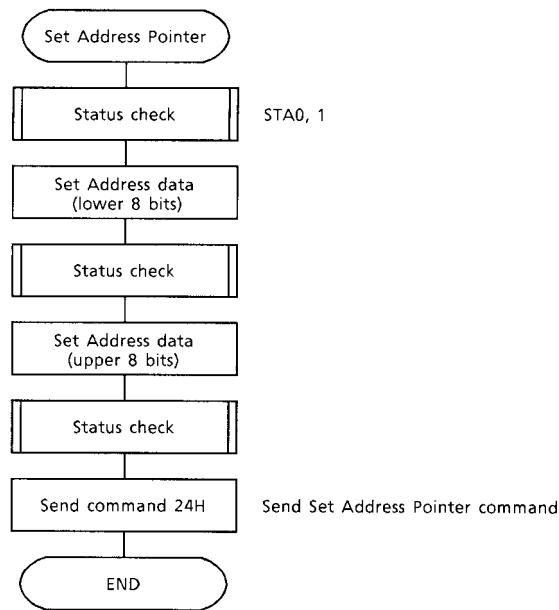 Set Address Pointer
Status check
STA0, 1
Set Address data
(lower 8 bits)
Status check
Set Address data
(upper 8 bits)
Status check
Send command 24H
Send Set Address Pointer command
END